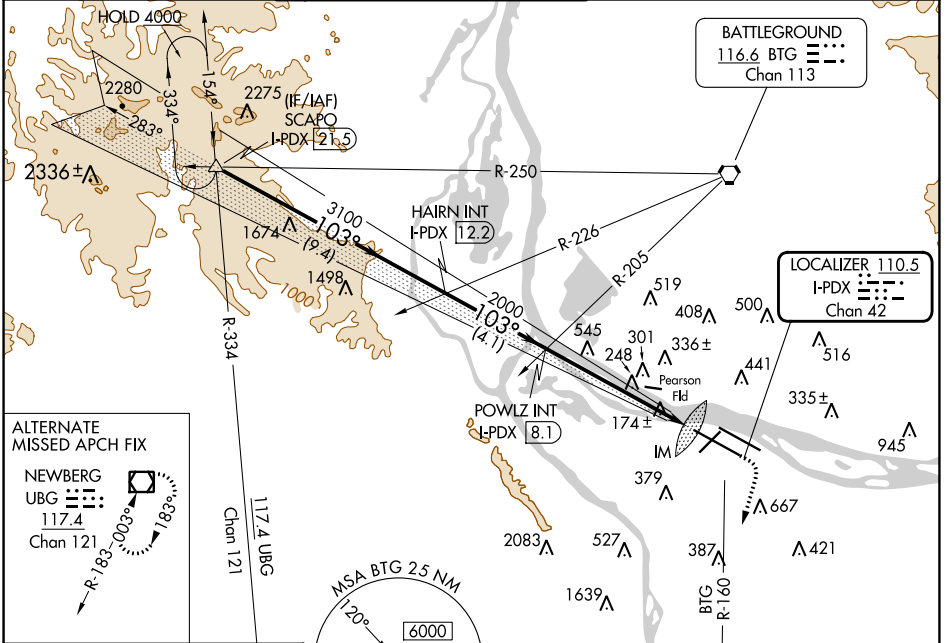 HOLD 4000
BATTLEGROUND
116.6 BTG
Chan 113
154°
334°
2280
283°
2275
(IF/IAF)
SCAPO
I-PDX 21.5
2336±
R-250
3100
103°
(9.4)
1674
HAIRN INT
I-PDX 12.2
R-226
R-205
1498
1000
LOCALIZER 110.5
I-PDX
Chan 42
2000
103°
(4.1)
519
408
500
545
301
336±
516
248
441
Pearson
Fld
335±
174±
945
R-334
POWLZ INT
I-PDX 8.1
IM
ALTERNATE
MISSED APCH FIX
NEWBERG
UBG
117.4
Chan 121
R-183
003°
183°
117.4 UBG
Chan 121
379
667
2083
527
387
421
1639
BTG
R-160
MSA BTG 25 NM
120°
6000